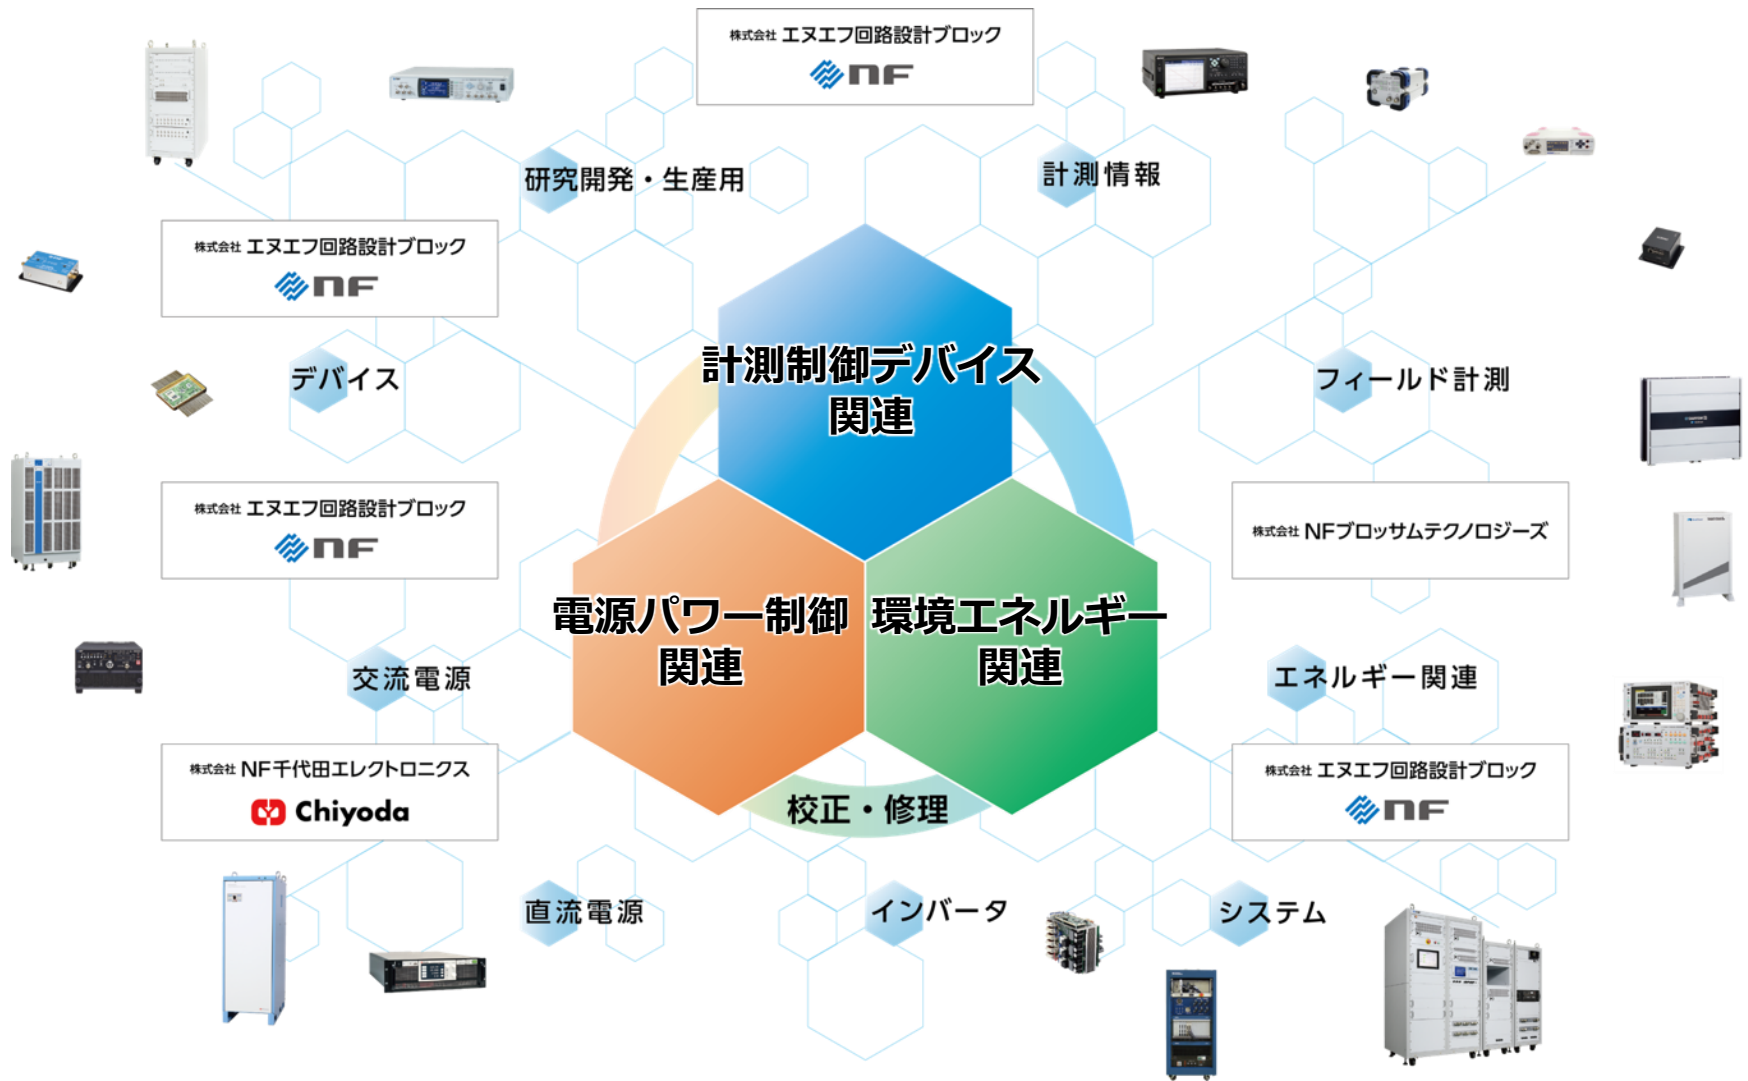 株式会社 エヌエフ回路設計ブロック
nF
研究開発・生産用
計測情報
株式会社 エヌエフ回路設計ブロック
nF
計測制御デバイス
関連
デバイス
フィールド計測
株式会社 エヌエフ回路設計ブロック
nF
株式会社 NFブロッサムテクノロジーズ
電源パワー制御
関連
環境エネルギー
関連
交流電源
エネルギー関連
株式会社 NF千代田エレクトロニクス
Chiyoda
校正・修理
株式会社 エヌエフ回路設計ブロック
nF
直流電源
インバータ
システム